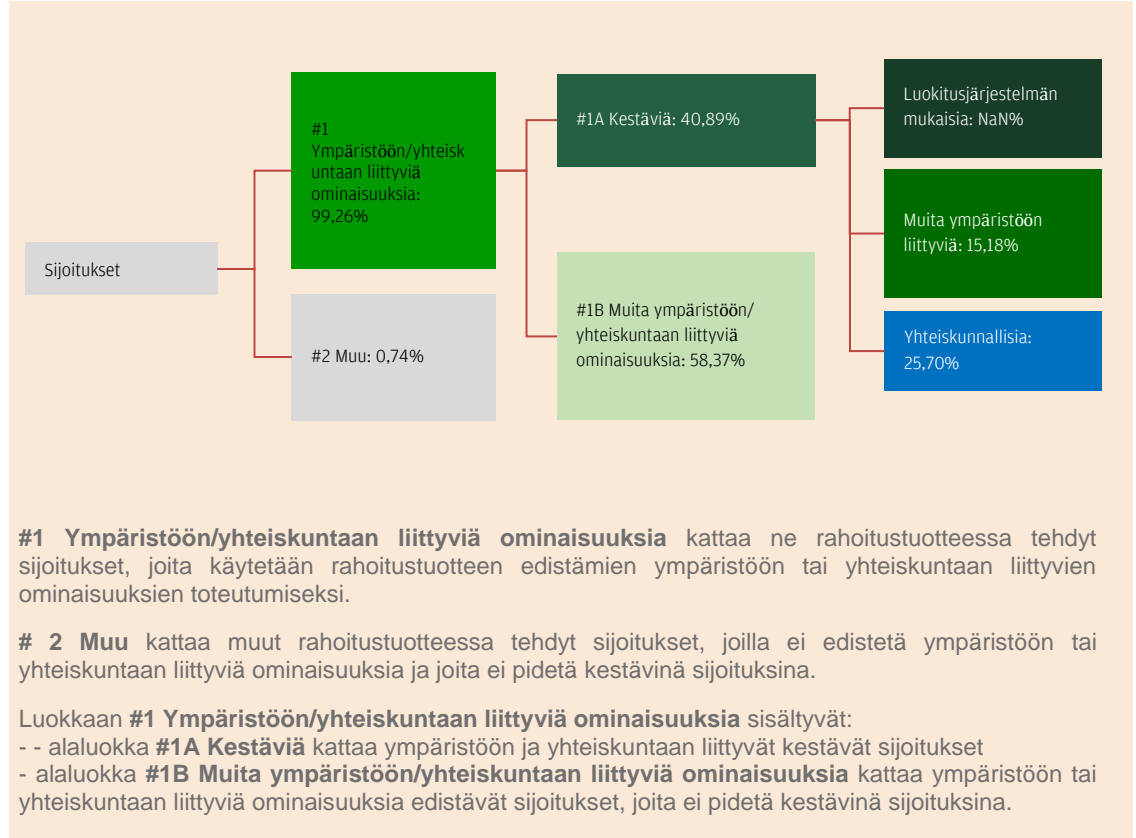 Sijoitukset
#1
Ympäristöön/yhteisk
untaan liittyviä
ominaisuuksia:
99,26%
#2 Muu: 0,74%
#1A Kestäviä: 40,89%
#1B Muita ympäristöön/
yhteiskuntaan liittyviä
ominaisuuksia: 58,37%
Luokitusjärjestelmän
mukaisia: NaN%
Muita ympäristöön
liittyviä: 15,18%
Yhteiskunnallisia:
25,70%
#1 Ympäristöön/yhteiskuntaan liittyviä ominaisuuksia kattaa ne rahoitustuotteessa tehdyt
sijoitukset, joita käytetään rahoitustuotteen edistämien ympäristöön tai yhteiskuntaan liittyvien
ominaisuuksien toteutumiseksi.
# 2 Muu kattaa muut rahoitustuotteessa tehdyt sijoitukset, joilla ei edistetä ympäristöön tai
yhteiskuntaan liittyviä ominaisuuksia ja joita ei pidetä kestävinä sijoituksina.
Luokkaan #1 Ympäristöön/yhteiskuntaan liittyviä ominaisuuksia sisältyvät:
- - alaluokka #1A Kestäviä kattaa ympäristöön ja yhteiskuntaan liittyvät kestävät sijoitukset
- alaluokka #1B Muita ympäristöön/yhteiskuntaan liittyviä ominaisuuksia kattaa ympäristöön tai
yhteiskuntaan liittyviä ominaisuuksia edistävät sijoitukset, joita ei pidetä kestävinä sijoituksina.